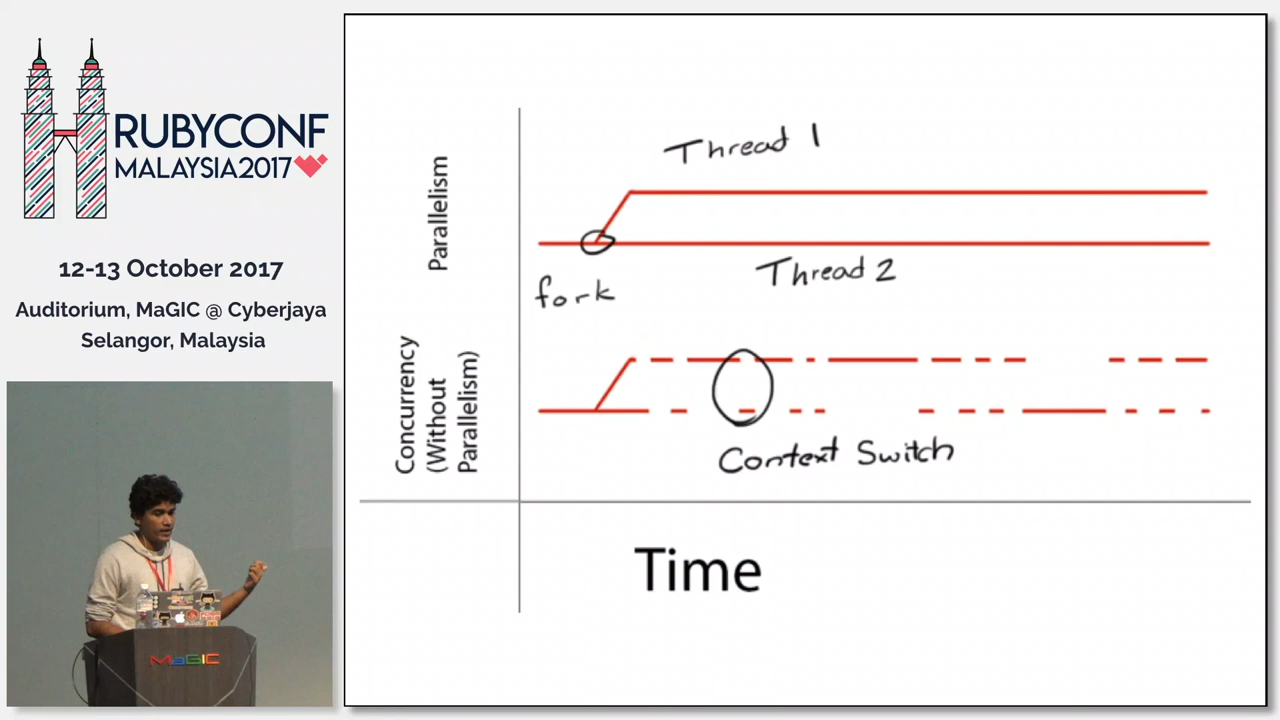 RUBYCONF
MALAYSIA2017
12-13 October 2017
Auditorium, MaGIC @ Cyberjaya
Selangor, Malaysia
MaGIC
Parallelism
Thread 1
Thread 2
fork
Concurrency
(Without
Parallelism)
Context Switch
Time